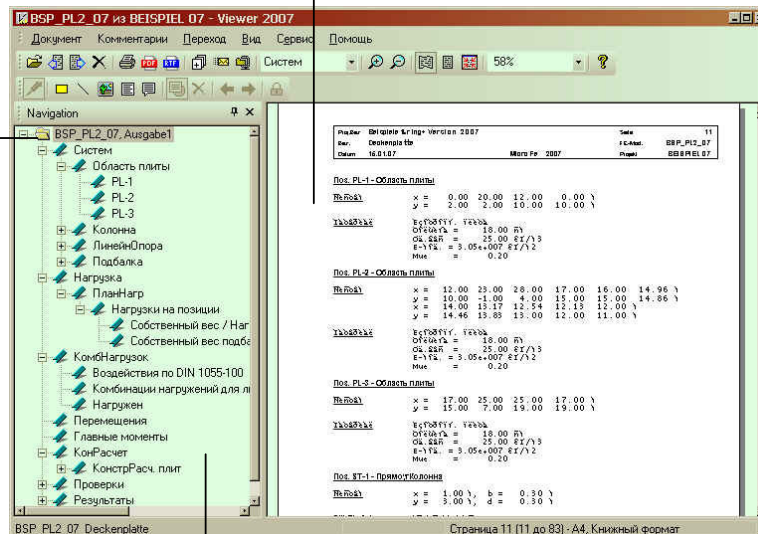 BSP_PL2_07 из BEISPIEL 07 - Viewer 2007
Документ Комментарии Переход Вид Сервис Помощь
Систем 58%
Navigation
BSP_PL2_07, Ausgabe1
Систем
Область плиты
PL-1
PL-2
PL-3
Колонна
ЛинейнОпора
Подбалка
Нагрузка
ПланНагр
Нагрузки на позиции
Собственный вес / Наг
Собственный вес подба
КомбНагрузок
Воздействия по DIN 1055-100
Комбинации нагружений для л
Нагружен
Перемещения
Главные моменты
КонРасчет
КонстрРасч. плит
Проверки
Результаты
Beispiele für ing+ Version 2007 Seite 11
Deckenplatte FE-Mod. BSP_PL2_07
Datum 16.01.07 Micro Fe 2007 Projekt BEISPIEL 07
Поз. PL-1 - Область плиты
x = 0.00 20.00 12.00 0.00
y = 2.00 2.00 10.00 10.00
= 18.00
= 25.00
= 3.05e+007
Mue = 0.20
Поз. PL-2 - Область плиты
x = 12.00 23.00 28.00 17.00 16.00 14.96
y = 10.00 -1.00 4.00 15.00 15.00 14.86
x = 14.00 13.17 12.54 12.13 12.00
y = 14.46 13.83 13.00 12.00 11.00
= 18.00
= 25.00
= 3.05e+007
Mue = 0.20
Поз. PL-3 - Область плиты
x = 17.00 25.00 25.00 17.00
y = 15.00 7.00 19.00 19.00
= 18.00
= 25.00
= 3.05e+007
Mue = 0.20
Поз. ST-1 - ПрямоугКолонна
x = 1.00 , b = 0.30
y = 3.00 , d = 0.30
BSP_PL2_07 Deckenplatte Страница 11 (11 до 83) - A4, Книжный формат